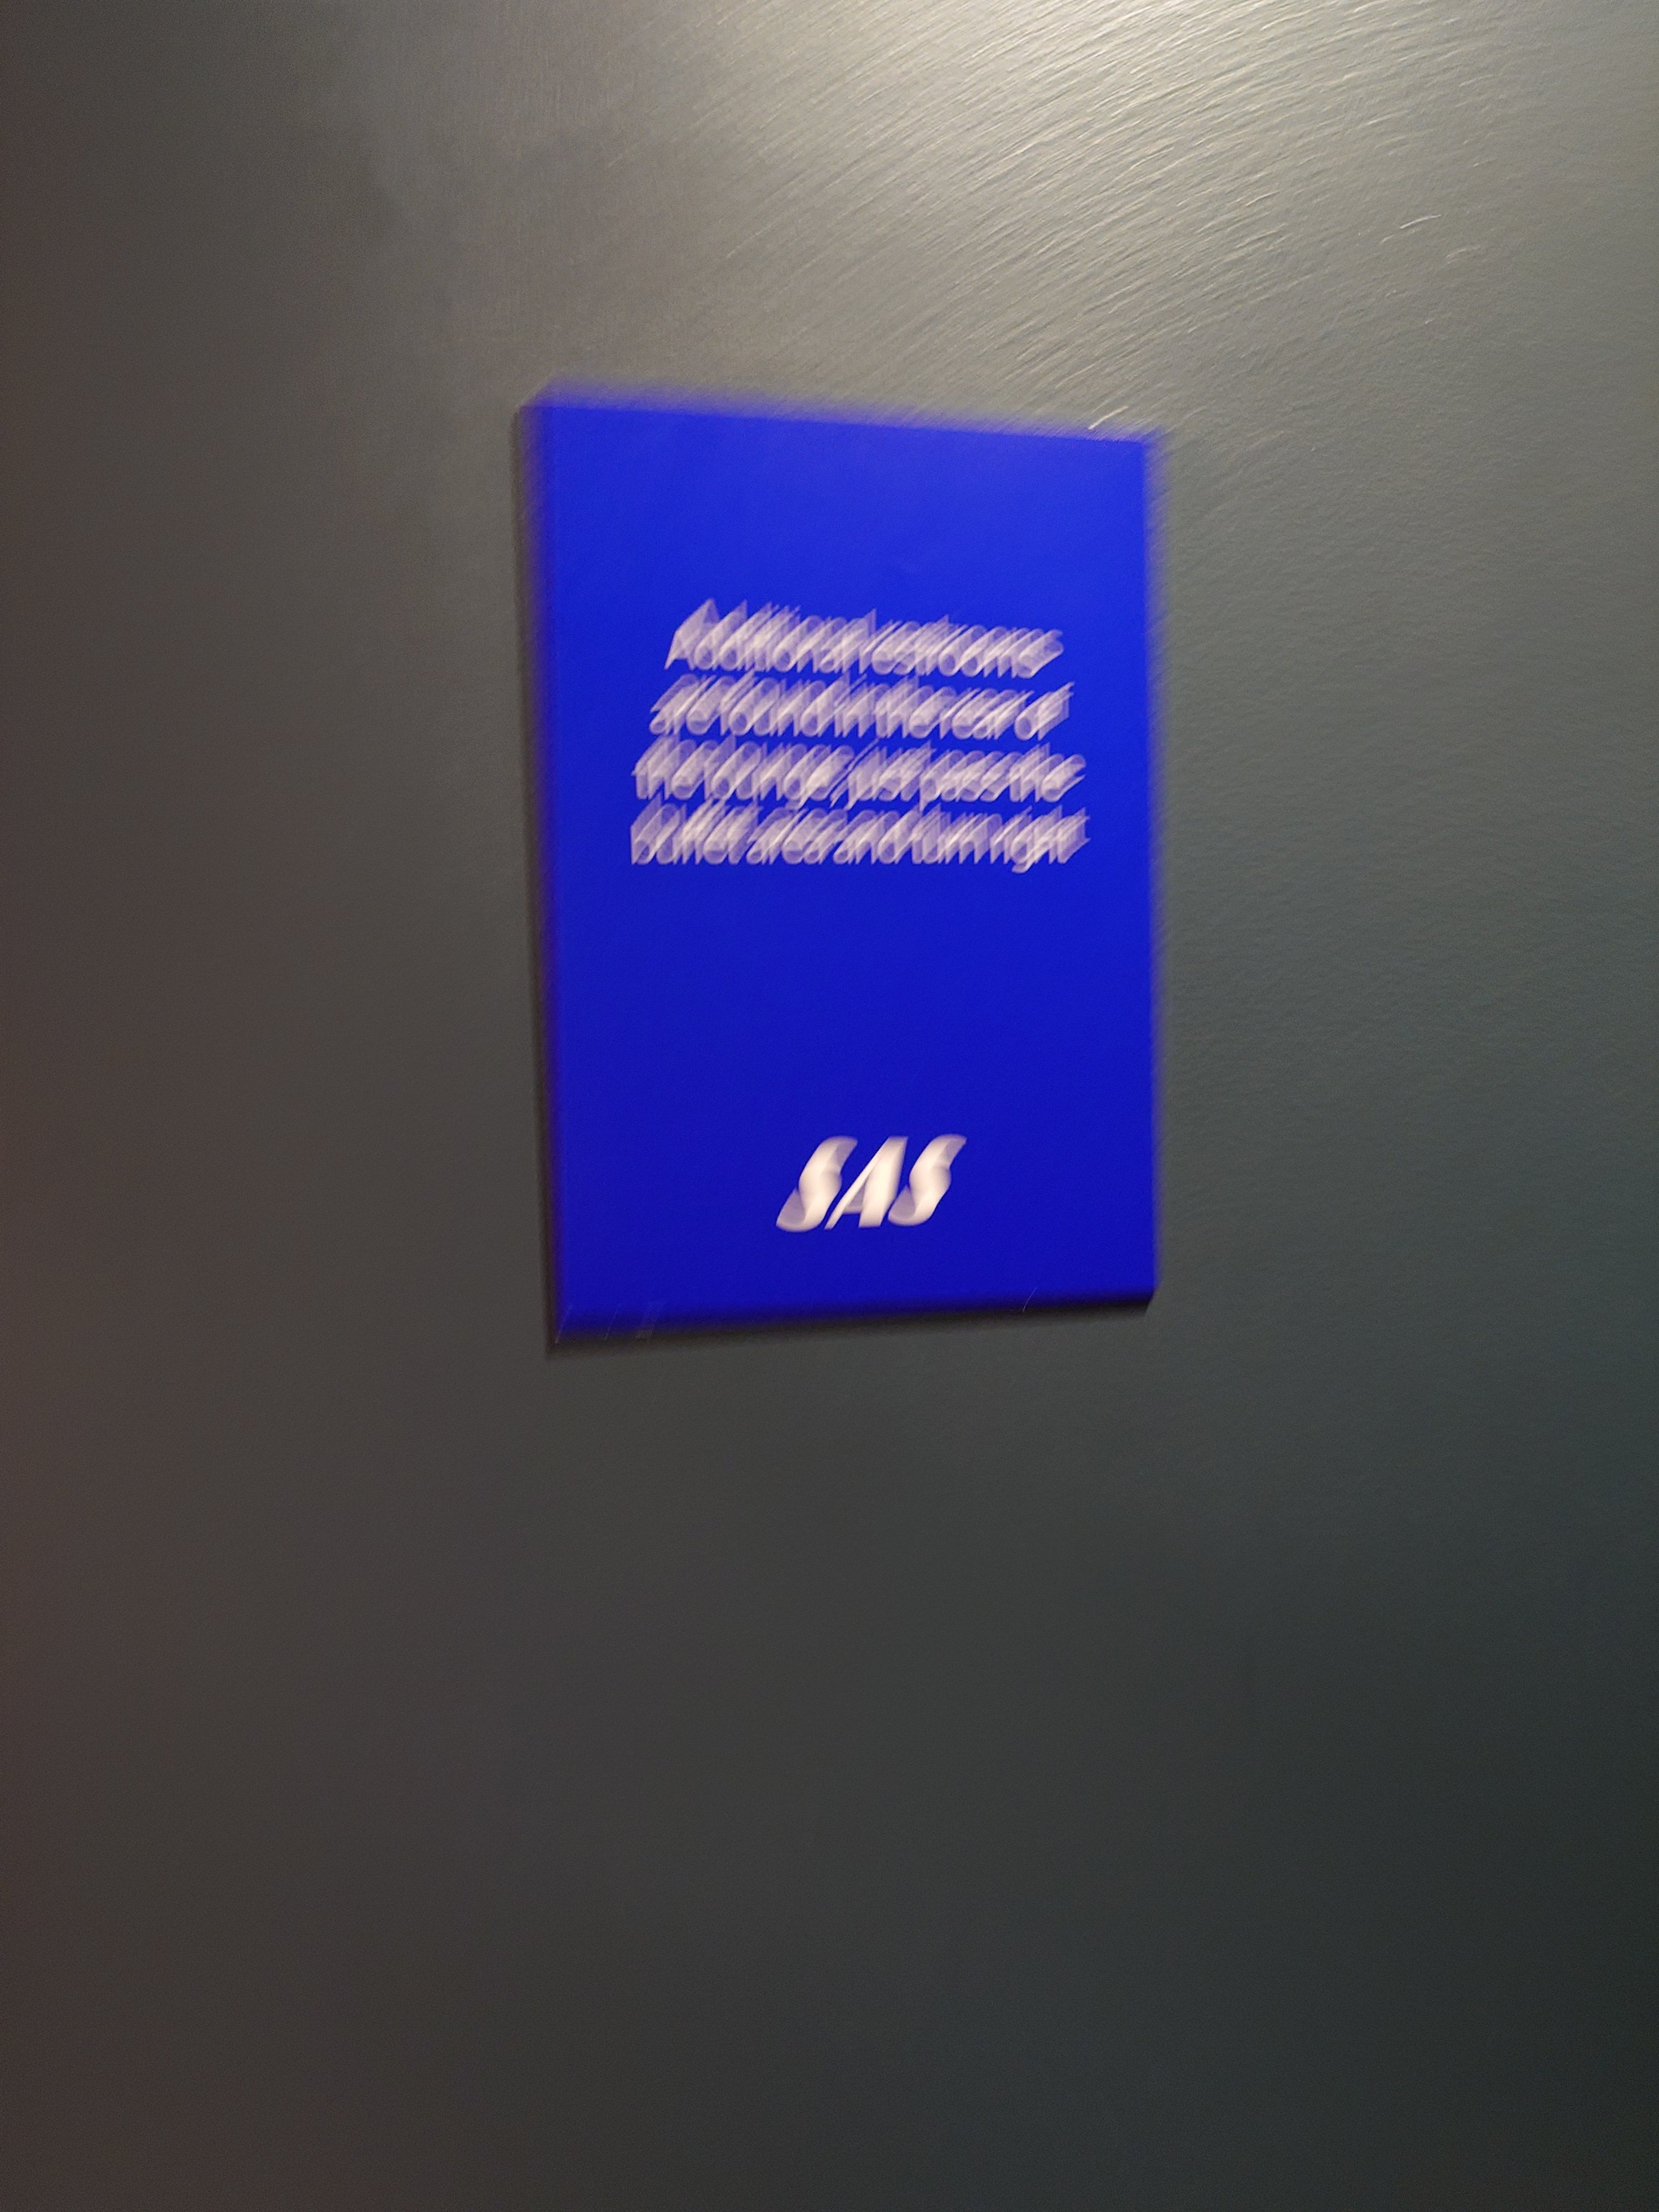 Additional restrooms
are found in the rear of
the lounge, just pass the
buffet area and turn right
SAS